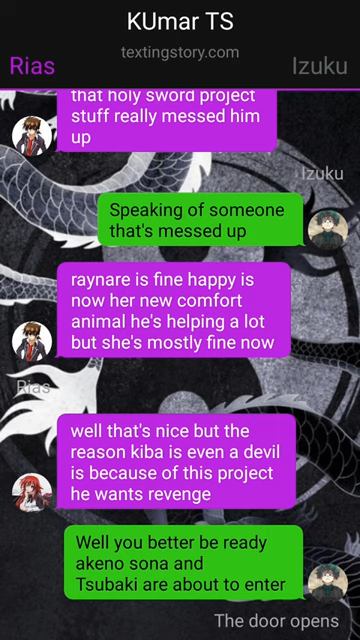 KUmar TS
textingstory.com
Rias
Izuku
that holy sword project
stuff really messed him
up
Izuku
Speaking of someone
that's messed up
raynare is fine happy is
now her new comfort
animal he's helping a lot
but she's mostly fine now
Rias
well that's nice but the
reason kiba is even a devil
is because of this project
he wants revenge
Well you better be ready
akeno sona and
Tsubaki are about to enter
The door opens